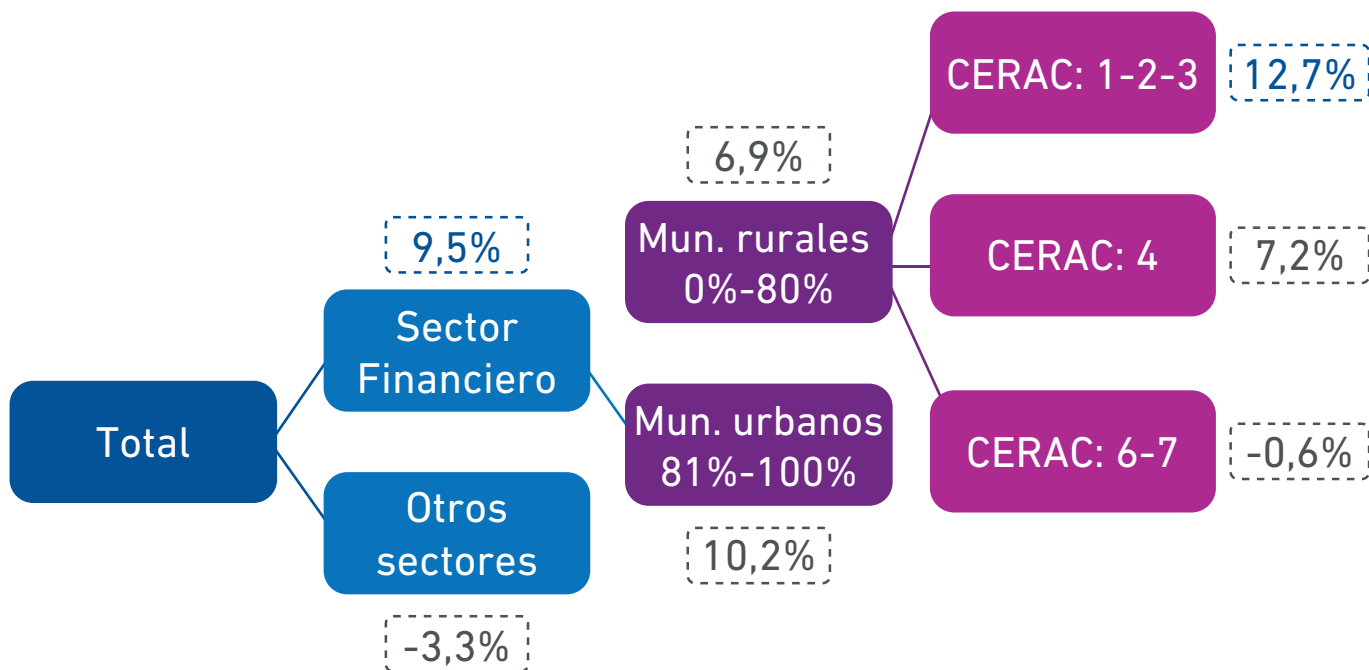 Total
9,5%
Sector
Financiero
Otros
sectores
-3,3%
6,9%
Mun. rurales
0%-80%
Mun. urbanos
81%-100%
10,2%
CERAC: 1-2-3
12,7%
CERAC: 4
7,2%
CERAC: 6-7
-0,6%